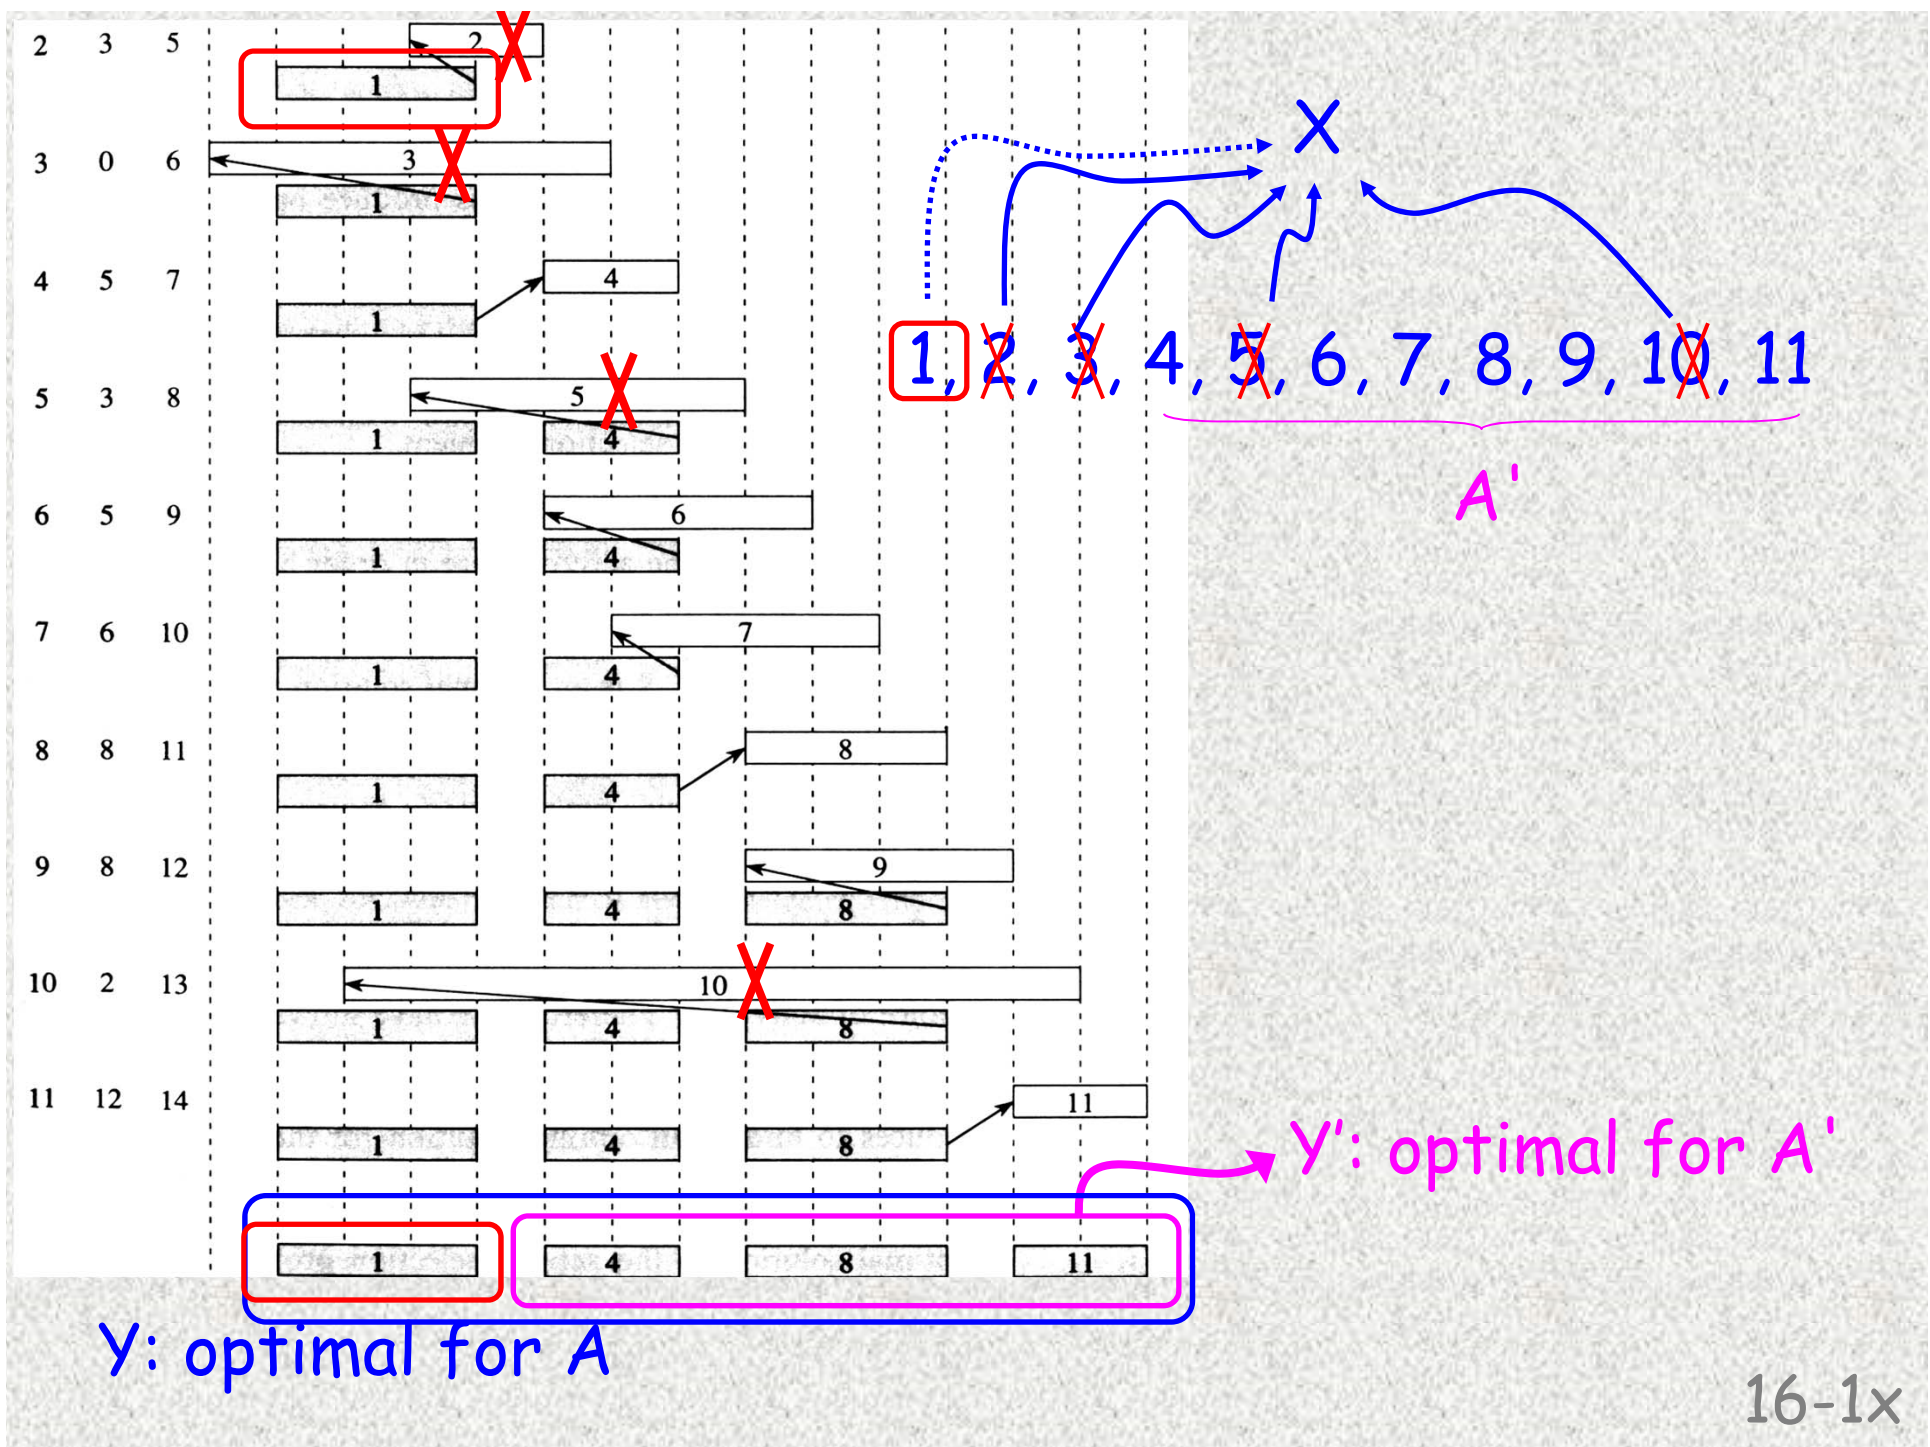 2 3 5 2
1
3 0 6 3
1
X
4 5 7 4
1
1, 2, 3, 4, 5, 6, 7, 8, 9, 10, 11
5 3 8 5
1 4
A'
6 5 9 6
1 4
7 6 10 7
1 4
8 8 11 8
1 4
9 8 12 9
1 4 8
10 2 13 10
1 4 8
11 12 14 11
1 4 8
Y': optimal for A'
1 4 8 11
Y: optimal for A
16-1x